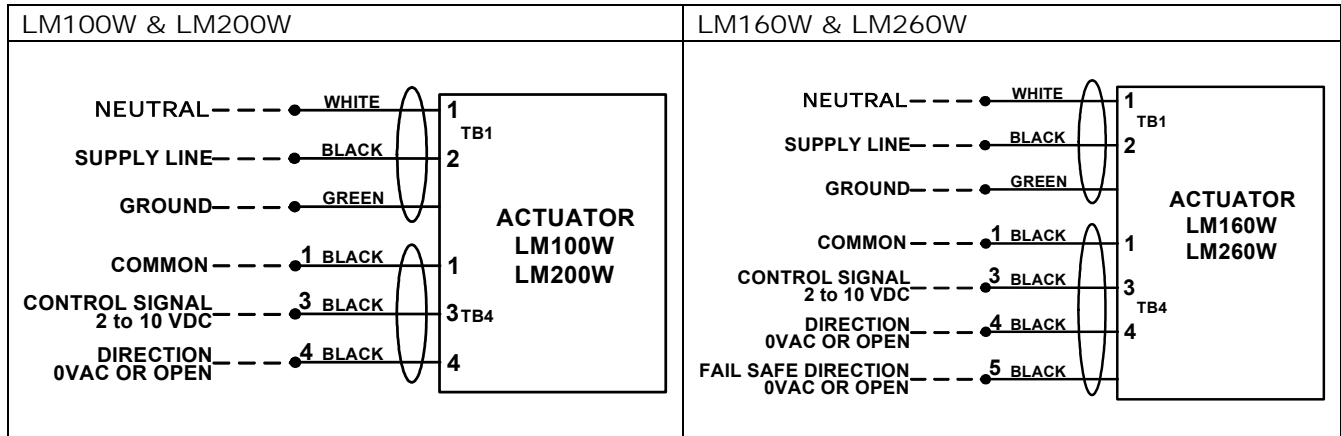 LM100W & LM200W
NEUTRAL WHITE 1
TB1
SUPPLY LINE BLACK 2
GROUND GREEN
ACTUATOR
LM100W
LM200W
COMMON 1 BLACK 1
CONTROL SIGNAL
2 to 10 VDC 3 BLACK 3 TB4
DIRECTION
0VAC OR OPEN 4 BLACK 4
LM160W & LM260W
NEUTRAL WHITE 1
TB1
SUPPLY LINE BLACK 2
GROUND GREEN
ACTUATOR
LM160W
LM260W
COMMON 1 BLACK 1
CONTROL SIGNAL
2 to 10 VDC 3 BLACK 3
TB4
DIRECTION
0VAC OR OPEN 4 BLACK 4
FAIL SAFE DIRECTION
0VAC OR OPEN 5 BLACK